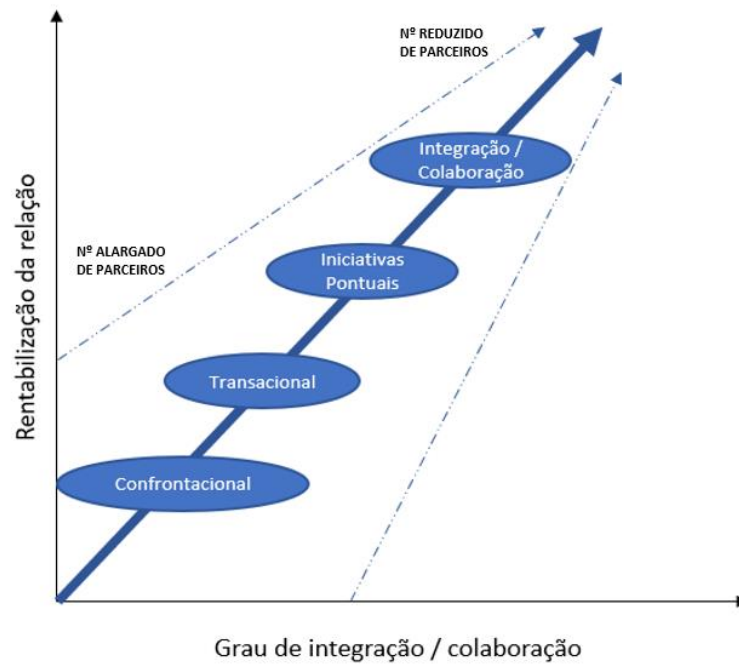 Nº REDUZIDO
DE PARCEIROS
Integração /
Colaboração
Nº ALARGADO
DE PARCEIROS
Iniciativas
Pontuais
Transacional
Confrontacional
Rentabilização da relação
Grau de integração / colaboração